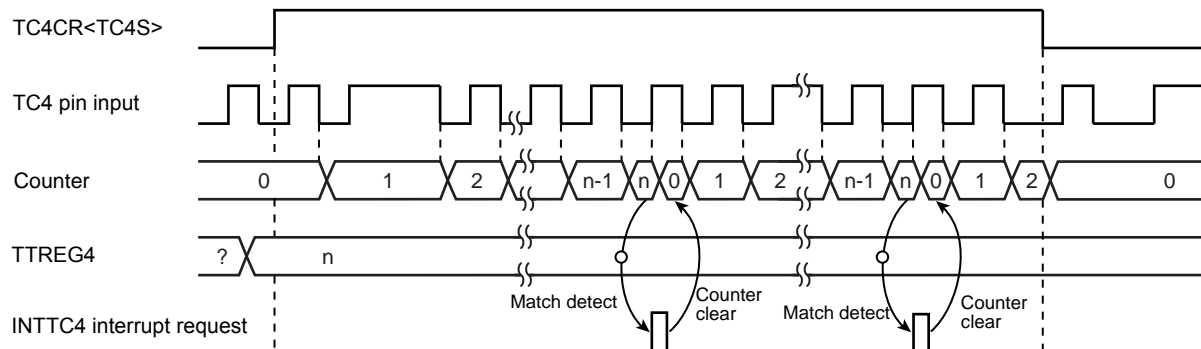 TC4CR<TC4S>
TC4 pin input
Counter
0 1 2 n-1 n 0 1 2 n-1 n 0 1 2 0
TTREG4
? n
Match detect
Counter
clear
Match detect
Counter
clear
INTTC4 interrupt request